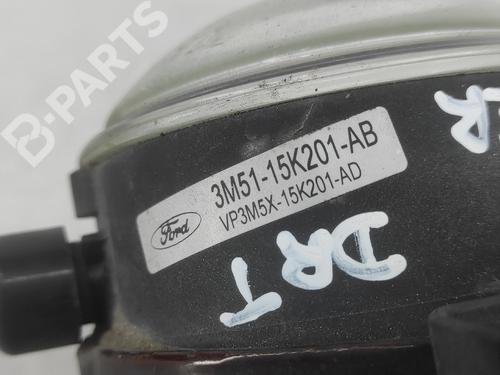 B-PARTS
3M51-15K201-AB
Ford
VP3M5X-15K201-AD
DRT